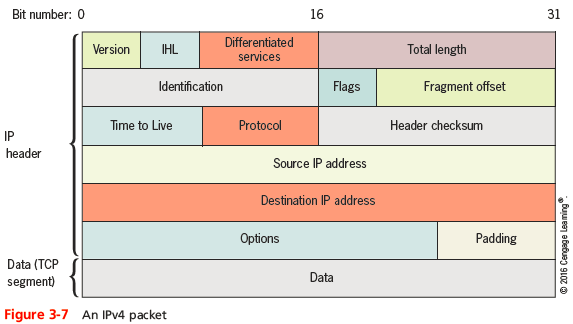 Bit number: 0 16 31
Version IHL Differentiated services Total length
Identification Flags Fragment offset
Time to Live Protocol Header checksum
IP header
Source IP address
Destination IP address
Options Padding
Data (TCP segment)
Data
© 2016 Cengage Learning®.
Figure 3-7 An IPv4 packet